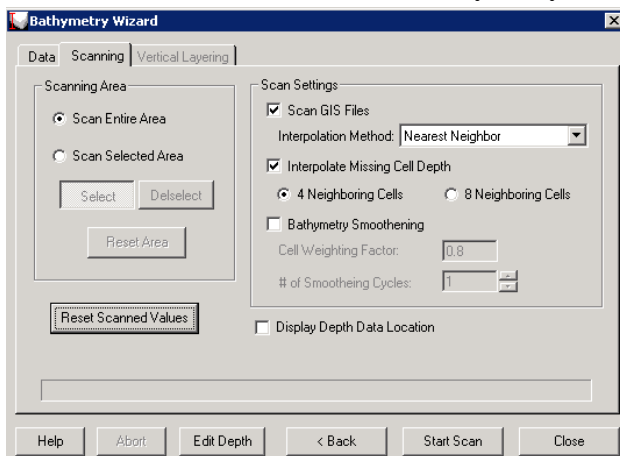 Bathymetry Wizard
Data Scanning Vertical Layering
Scanning Area
Scan Entire Area
Scan Selected Area
Select Delselect
Reset Area
Reset Scanned Values
Scan Settings
Scan GIS Files
Interpolation Method: Nearest Neighbor
Interpolate Missing Cell Depth
4 Neighboring Cells 8 Neighboring Cells
Bathymetry Smoothening
Cell Weighting Factor: 0.8
# of Smootheing Cycles: 1
Display Depth Data Location
Help Abort Edit Depth < Back Start Scan Close